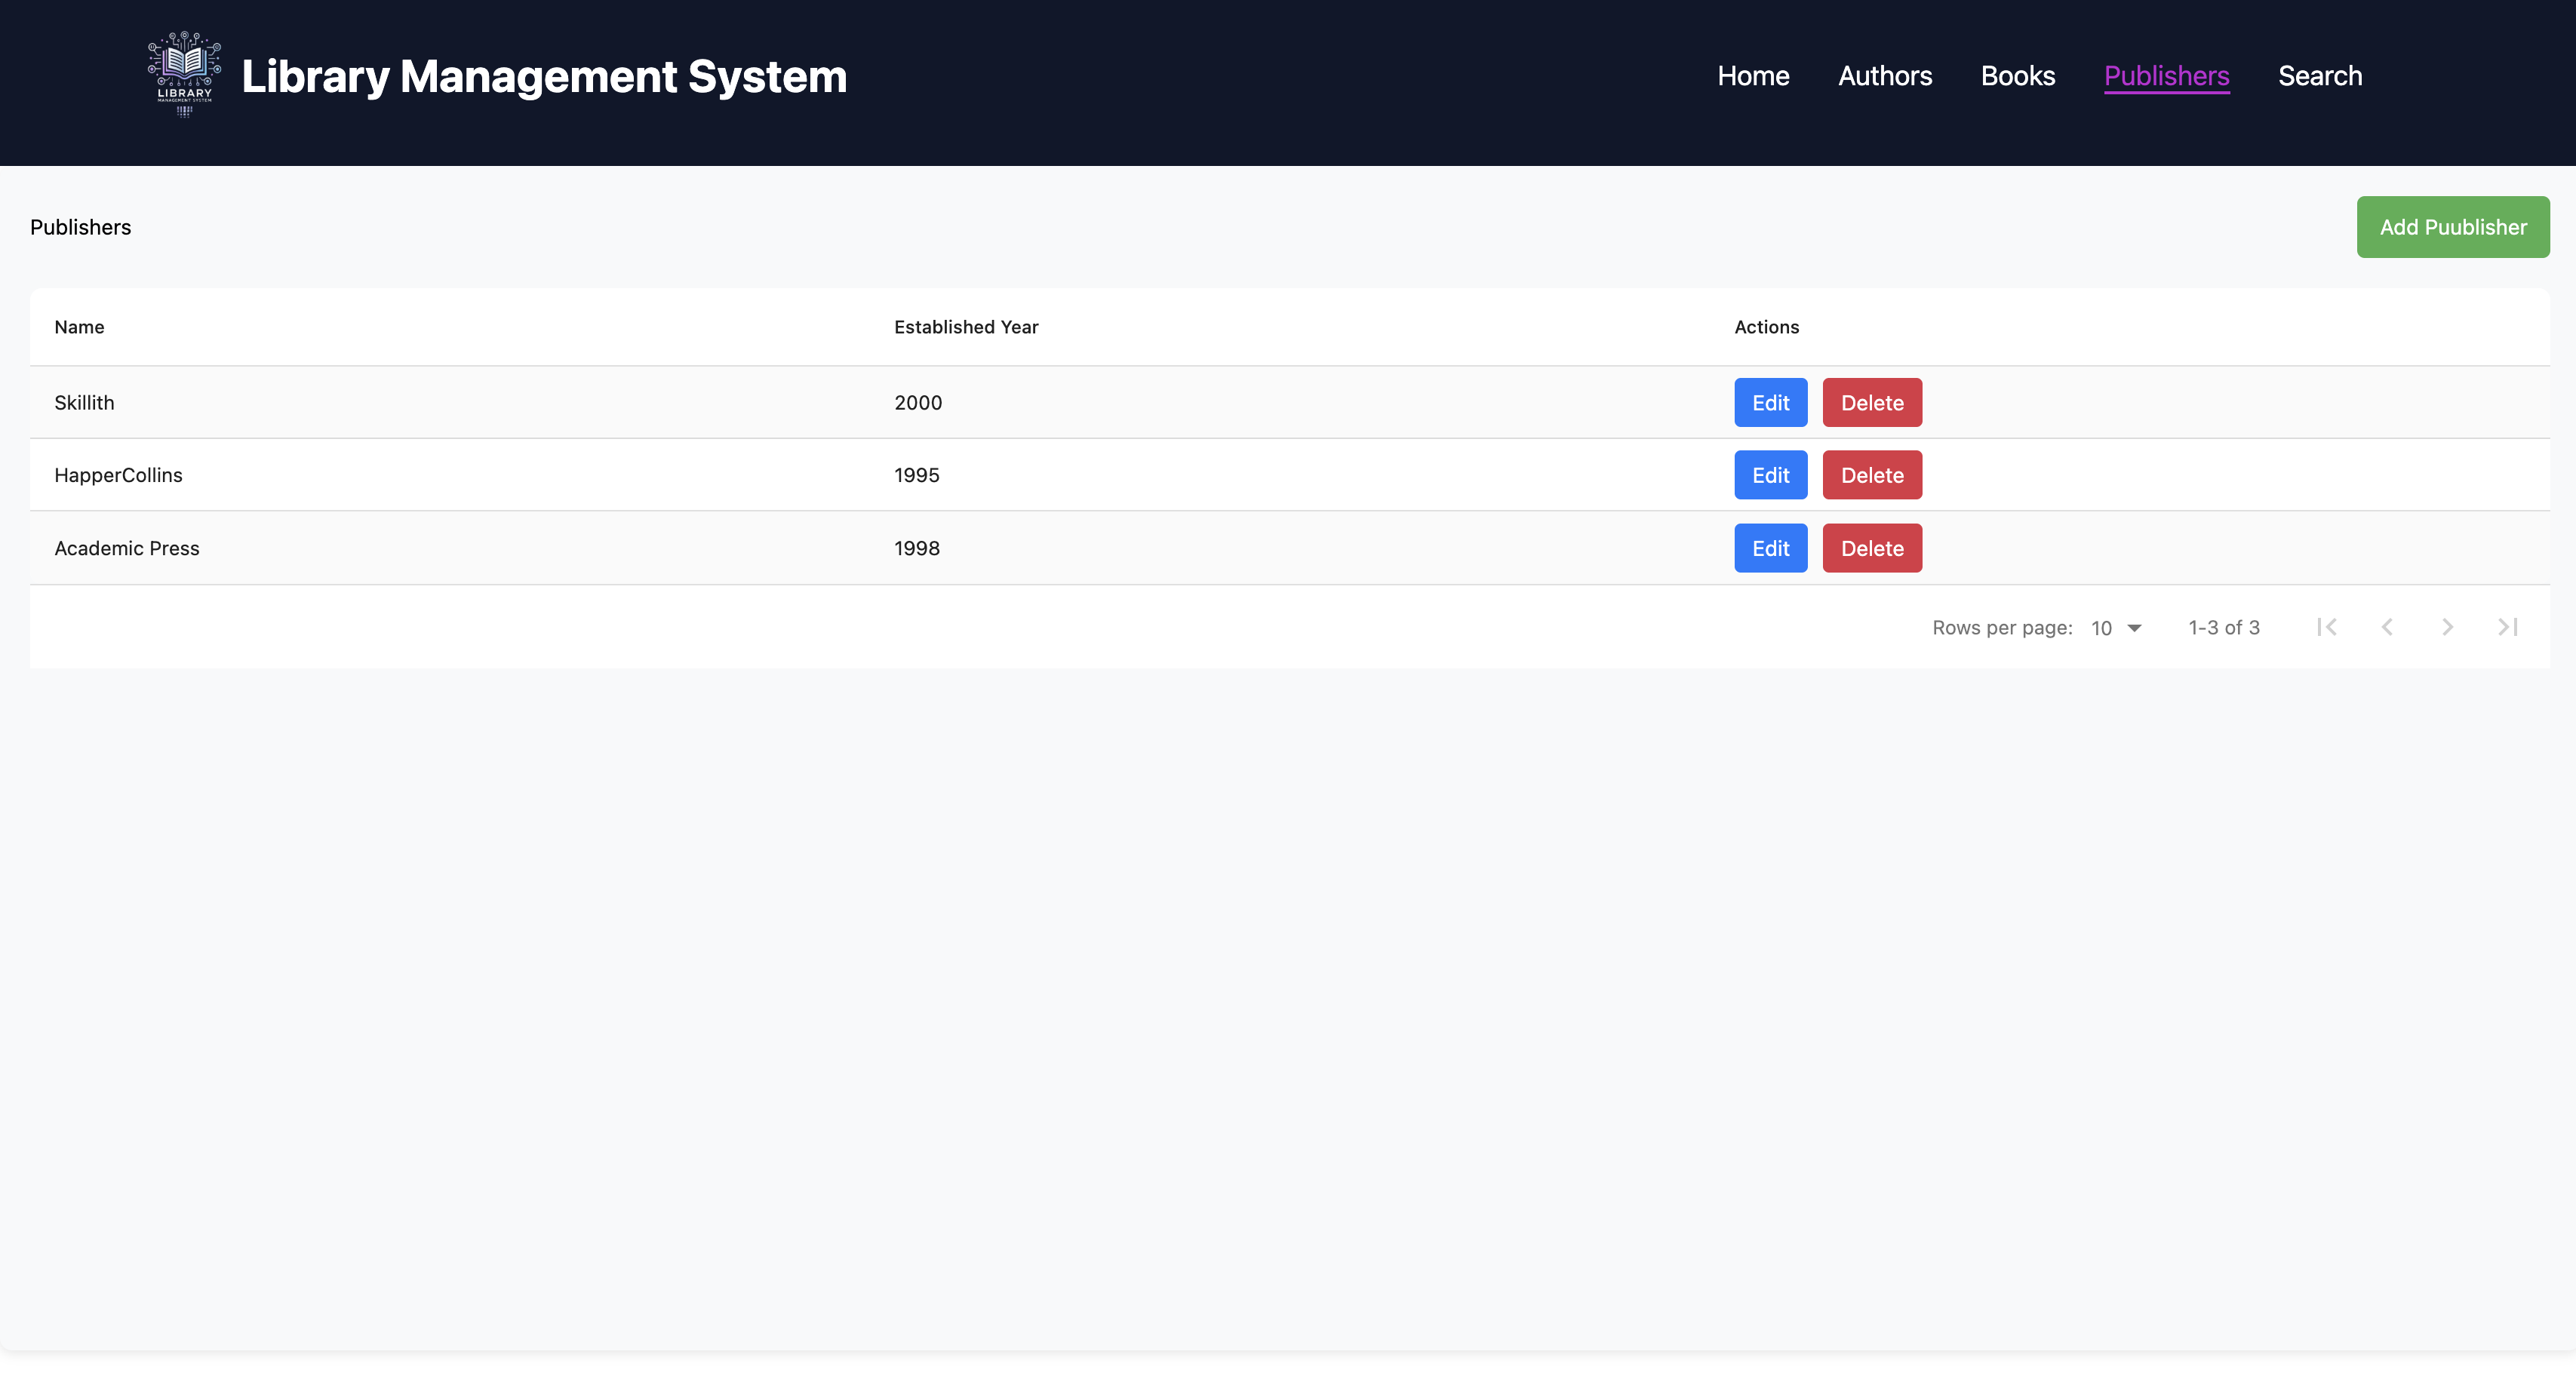 LIBRARY
MANAGEMENT SYSTEM
Library Management System
Home Authors Books Publishers Search
Publishers
Add Puublisher
Name Established Year Actions
Skillith 2000 Edit Delete
HapperCollins 1995 Edit Delete
Academic Press 1998 Edit Delete
Rows per page: 10 1-3 of 3